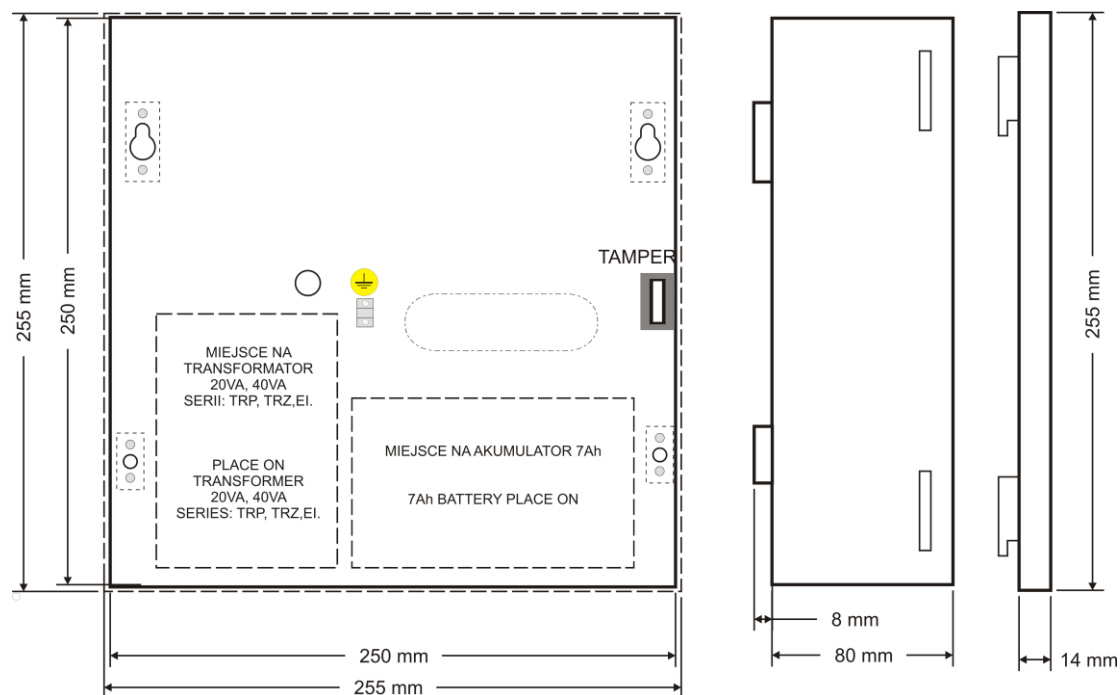 255 mm
250 mm
TAMPER
MIEJSCE NA
TRANSFORMATOR
20VA, 40VA
SERII: TRP, TRZ,EI.
PLACE ON
TRANSFORMER
20VA, 40VA
SERIES: TRP, TRZ,EI.
MIEJSCE NA AKUMULATOR 7Ah
7Ah BATTERY PLACE ON
250 mm
255 mm
8 mm
80 mm
255 mm
14 mm